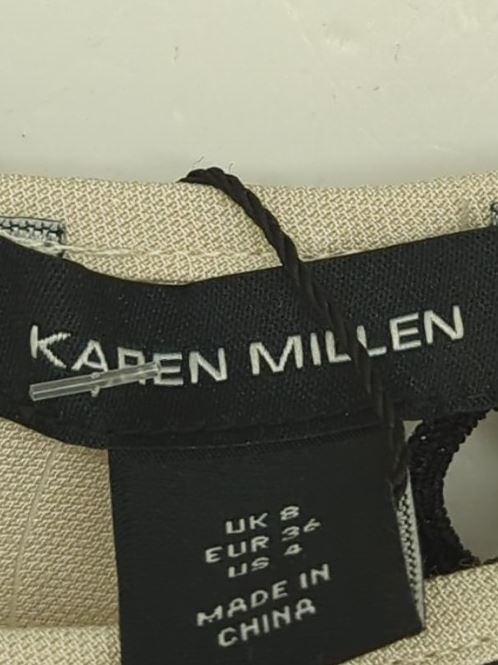 KAREN MILLEN
UK 8
EUR 36
US 4
MADE IN
CHINA